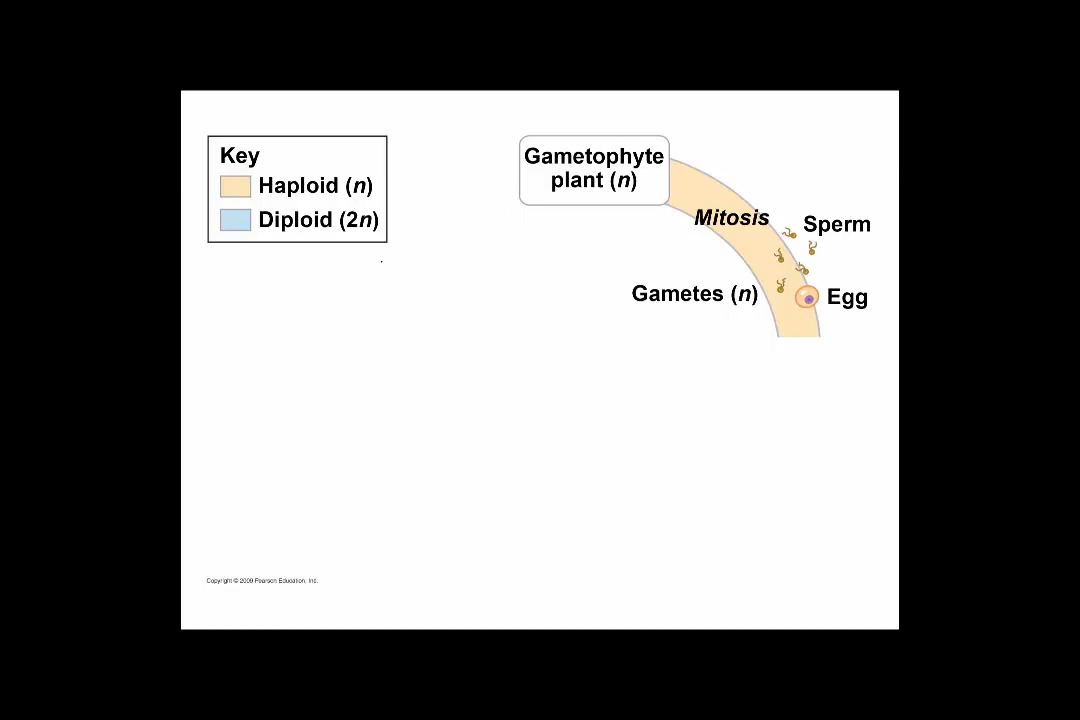 Key
Haploid (n)
Diploid (2n)
Gametophyte
plant (n)
Mitosis
Sperm
Gametes (n)
Egg
Copyright © 2009 Pearson Education, Inc.